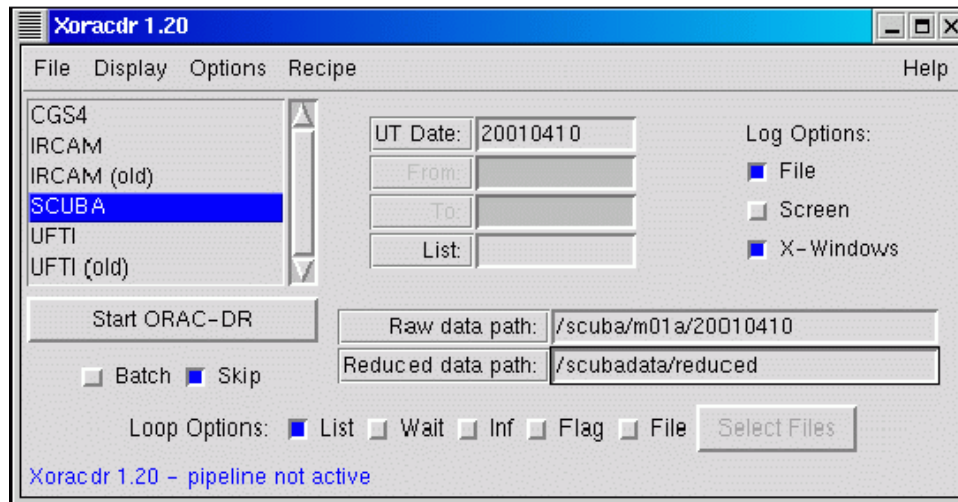 Xoracdr 1.20
File Display Options Recipe Help
CGS4
IRCAM
IRCAM (old)
SCUBA
UFTI
UFTI (old)
UT Date: 20010410
From:
To:
List:
Log Options:
File
Screen
X-Windows
Start ORAC-DR
Batch Skip
Raw data path: /scuba/m01a/20010410
Reduced data path: /scubadata/reduced
Loop Options: List Wait Inf Flag File Select Files
Xoracdr 1.20 - pipeline not active